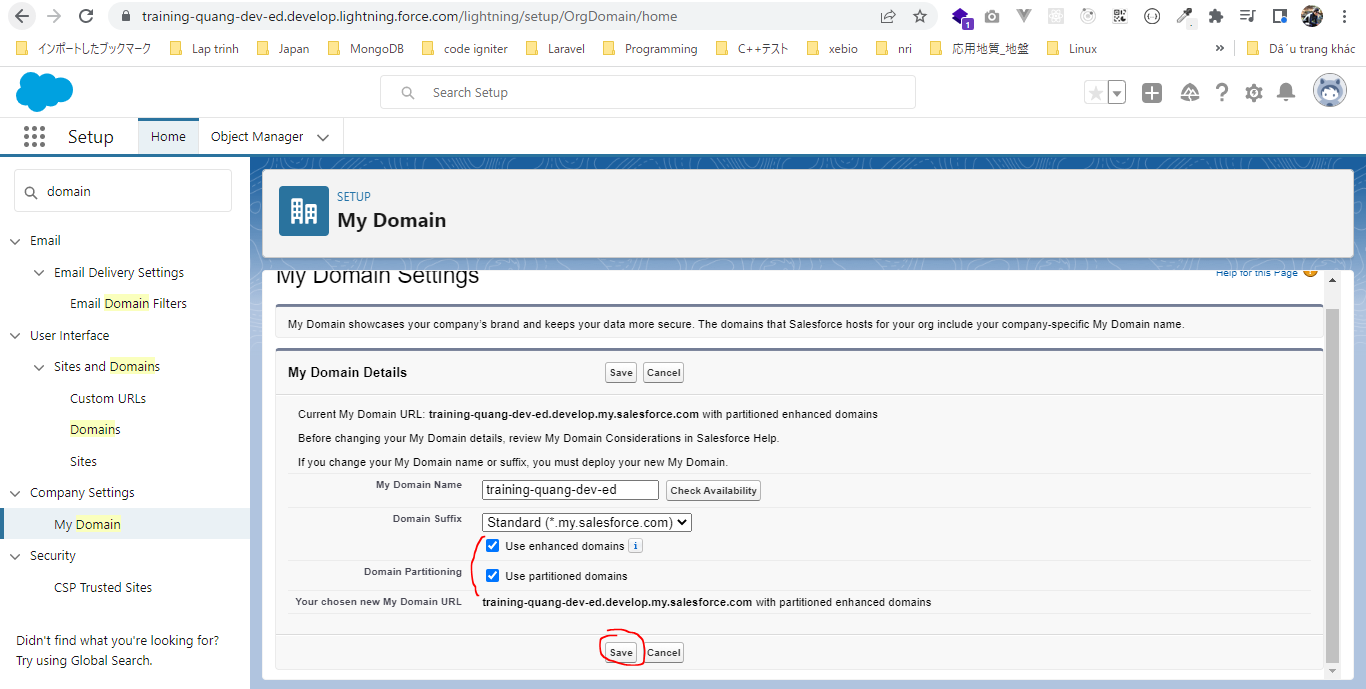 training-quang-dev-ed.develop.lightning.force.com/lightning/setup/OrgDomain/home
1
インポートしたブックマーク Lap trinh Japan MongoDB code igniter Laravel Programming C++テスト xebio nri 応用地質_地盤 Linux » Dấu trang khác
Search Setup
Setup Home Object Manager
domain
SETUP
My Domain
Email
Email Delivery Settings
Email Domain Filters
User Interface
Sites and Domains
Custom URLs
Domains
Sites
Company Settings
My Domain
Security
CSP Trusted Sites
Didn't find what you're looking for?
Try using Global Search.
My Domain Settings
Help for this Page
My Domain showcases your company's brand and keeps your data more secure. The domains that Salesforce hosts for your org include your company-specific My Domain name.
My Domain Details Save Cancel
Current My Domain URL: training-quang-dev-ed.develop.my.salesforce.com with partitioned enhanced domains
Before changing your My Domain details, review My Domain Considerations in Salesforce Help.
If you change your My Domain name or suffix, you must deploy your new My Domain.
My Domain Name training-quang-dev-ed Check Availability
Domain Suffix Standard (*.my.salesforce.com)
Use enhanced domains i
Domain Partitioning Use partitioned domains
Your chosen new My Domain URL training-quang-dev-ed.develop.my.salesforce.com with partitioned enhanced domains
Save Cancel